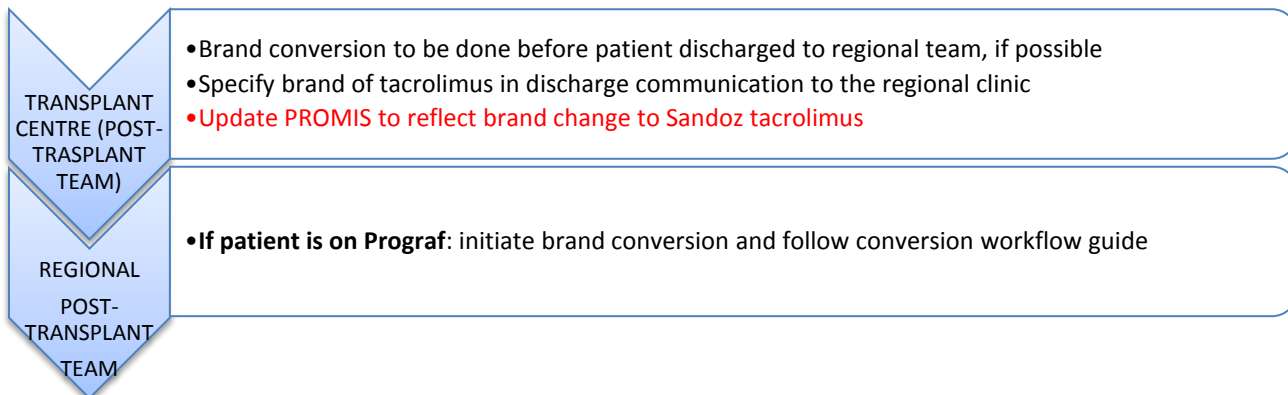 TRANSPLANT
CENTRE (POST-
TRASPLANT
TEAM)
•Brand conversion to be done before patient discharged to regional team, if possible
•Specify brand of tacrolimus in discharge communication to the regional clinic
•Update PROMIS to reflect brand change to Sandoz tacrolimus
REGIONAL
POST-
TRANSPLANT
TEAM
•If patient is on Prograf: initiate brand conversion and follow conversion workflow guide